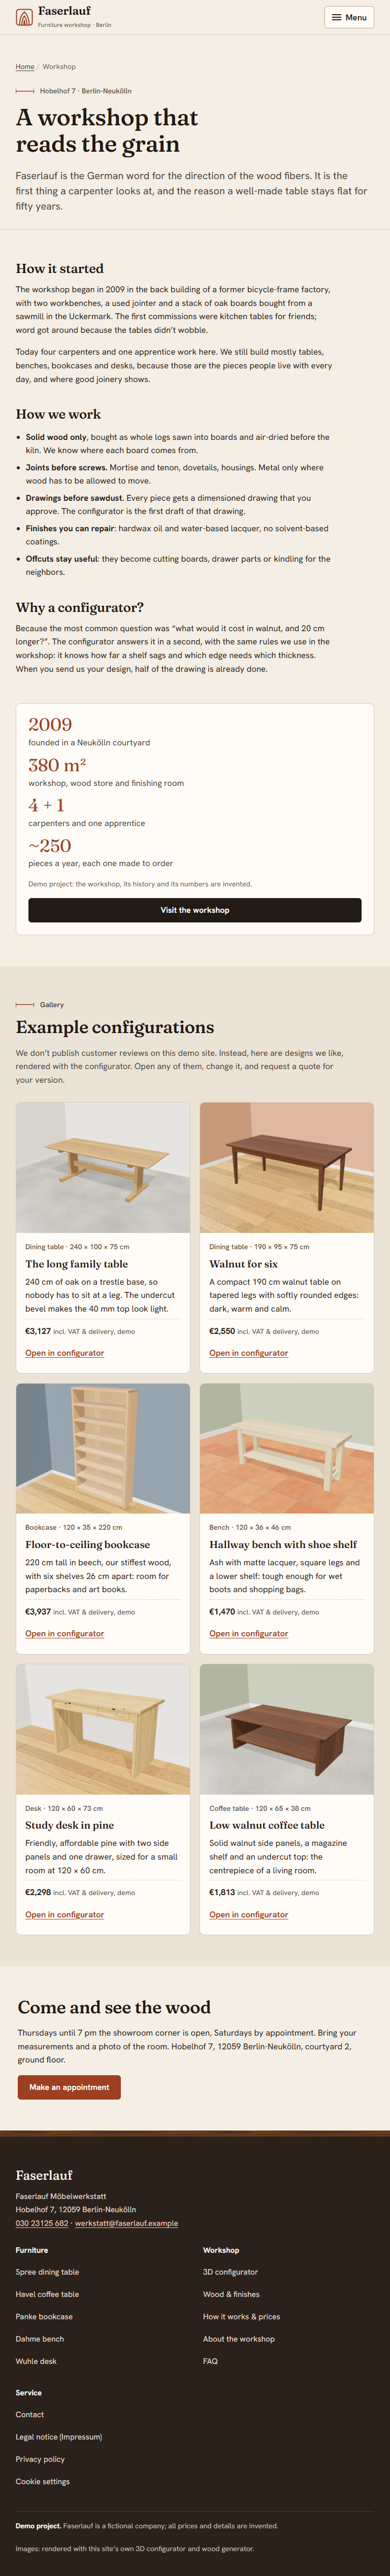 Faserlauf
Furniture workshop · Berlin
Menu
Home / Workshop
Hobelhof 7 · Berlin-Neukölln
A workshop that
reads the grain
Faserlauf is the German word for the direction of the wood fibers. It is the
first thing a carpenter looks at, and the reason a well-made table stays flat for
fifty years.
How it started
The workshop began in 2009 in the back building of a former bicycle-frame factory,
with two workbenches, a used jointer and a stack of oak boards bought from a
sawmill in the Uckermark. The first commissions were kitchen tables for friends;
word got around because the tables didn’t wobble.
Today four carpenters and one apprentice work here. We still build mostly tables,
benches, bookcases and desks, because those are the pieces people live with every
day, and where good joinery shows.
How we work
• Solid wood only, bought as whole logs sawn into boards and air-dried before the
kiln. We know where each board comes from.
• Joints before screws. Mortise and tenon, dovetails, housings. Metal only where
wood has to be allowed to move.
• Drawings before sawdust. Every piece gets a dimensioned drawing that you
approve. The configurator is the first draft of that drawing.
• Finishes you can repair: hardwax oil and water-based lacquer, no solvent-based
coatings.
• Offcuts stay useful: they become cutting boards, drawer parts or kindling for the
neighbors.
Why a configurator?
Because the most common question was “what would it cost in walnut, and 20 cm
longer?”. The configurator answers it in a second, with the same rules we use in the
workshop: it knows how far a shelf sags and which edge needs which thickness.
When you send us your design, half of the drawing is already done.
2009
founded in a Neukölln courtyard
380 m²
workshop, wood store and finishing room
4 + 1
carpenters and one apprentice
~250
pieces a year, each one made to order
Demo project: the workshop, its history and its numbers are invented.
Visit the workshop
Gallery
Example configurations
We don’t publish customer reviews on this demo site. Instead, here are designs we like,
rendered with the configurator. Open any of them, change it, and request a quote for
your version.
Dining table · 240 × 100 × 75 cm
The long family table
240 cm of oak on a trestle base, so
nobody has to sit at a leg. The undercut
bevel makes the 40 mm top look light.
€3,127 incl. VAT & delivery, demo
Open in configurator
Dining table · 190 × 95 × 75 cm
Walnut for six
A compact 190 cm walnut table on
tapered legs with softly rounded edges:
dark, warm and calm.
€2,550 incl. VAT & delivery, demo
Open in configurator
Bookcase · 120 × 35 × 220 cm
Floor-to-ceiling bookcase
220 cm tall in beech, our stiffest wood,
with six shelves 26 cm apart: room for
paperbacks and art books.
€3,937 incl. VAT & delivery, demo
Open in configurator
Bench · 120 × 36 × 46 cm
Hallway bench with shoe shelf
Ash with matte lacquer, square legs and
a lower shelf: tough enough for wet
boots and shopping bags.
€1,470 incl. VAT & delivery, demo
Open in configurator
Desk · 120 × 60 × 73 cm
Study desk in pine
Friendly, affordable pine with two side
panels and one drawer, sized for a small
room at 120 × 60 cm.
€2,298 incl. VAT & delivery, demo
Open in configurator
Coffee table · 120 × 65 × 38 cm
Low walnut coffee table
Solid walnut side panels, a magazine
shelf and an undercut top: the
centrepiece of a living room.
€1,813 incl. VAT & delivery, demo
Open in configurator
Come and see the wood
Thursdays until 7 pm the showroom corner is open, Saturdays by appointment. Bring your
measurements and a photo of the room. Hobelhof 7, 12059 Berlin-Neukölln, courtyard 2,
ground floor.
Make an appointment
Faserlauf
Faserlauf Möbelwerkstatt
Hobelhof 7, 12059 Berlin-Neukölln
030 23125 682 · werkstatt@faserlauf.example
Furniture
Spree dining table
Havel coffee table
Panke bookcase
Dahme bench
Wuhle desk
Workshop
3D configurator
Wood & finishes
How it works & prices
About the workshop
FAQ
Service
Contact
Legal notice (Impressum)
Privacy policy
Cookie settings
Demo project. Faserlauf is a fictional company; all prices and details are invented.
Images: rendered with this site’s own 3D configurator and wood generator.